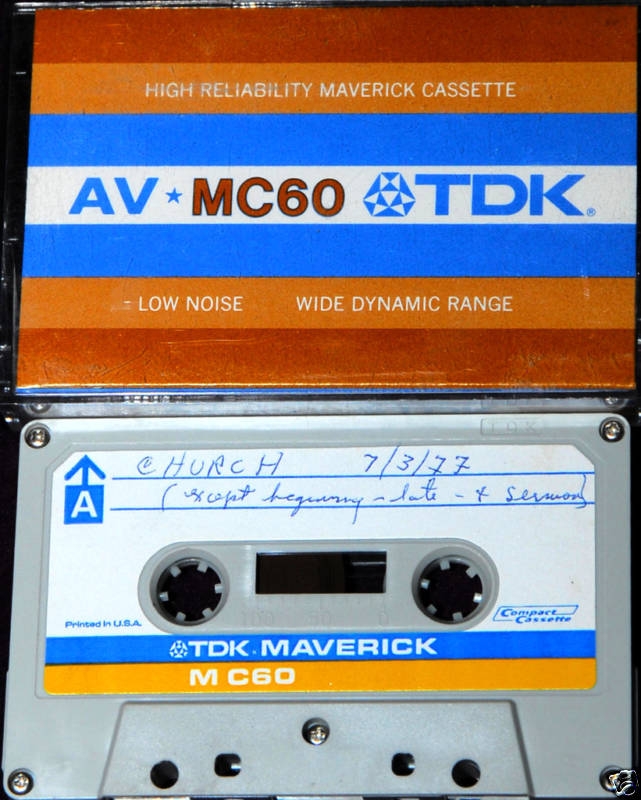 HIGH RELIABILITY MAVERICK CASSETTE
AV★MC60 TDK®
- LOW NOISE WIDE DYNAMIC RANGE
TDK
CHURCH 7/3/77
A (except beginning - late - & sermon)
150 50 0
Printed in U.S.A.
Compact Cassette
TDK MAVERICK
M C60